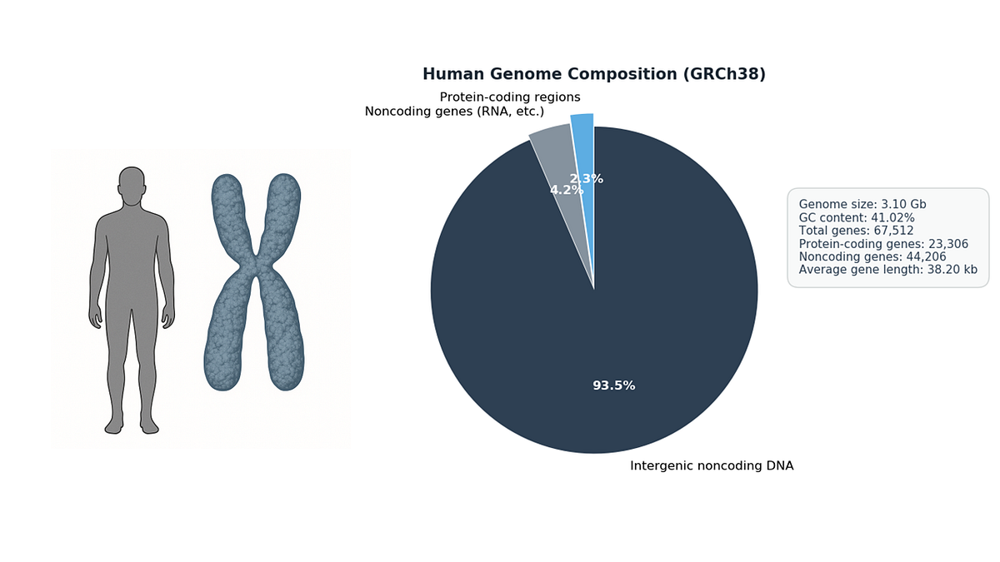 Human Genome Composition (GRCh38)
Protein-coding regions
Noncoding genes (RNA, etc.)
2.3%
4.2%
93.5%
Intergenic noncoding DNA
Genome size: 3.10 Gb
GC content: 41.02%
Total genes: 67,512
Protein-coding genes: 23,306
Noncoding genes: 44,206
Average gene length: 38.20 kb